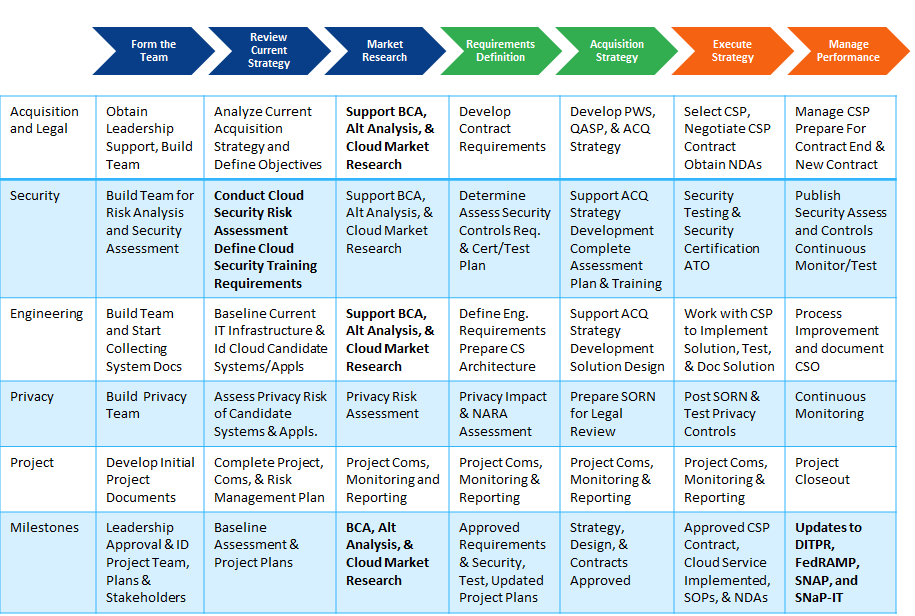 Form the
Team
Review
Current
Strategy
Market
Research
Requirements
Definition
Acquisition
Strategy
Execute
Strategy
Manage
Performance
Acquisition
and Legal
Obtain
Leadership
Support, Build
Team
Analyze Current
Acquisition
Strategy and
Define Objectives
Support BCA,
Alt Analysis, &
Cloud Market
Research
Develop
Contract
Requirements
Develop PWS,
QASP, & ACQ
Strategy
Select CSP,
Negotiate CSP
Contract
Obtain NDAs
Manage CSP
Prepare For
Contract End &
New Contract
Security
Build Team for
Risk Analysis
and Security
Assessment
Conduct Cloud
Security Risk
Assessment
Define Cloud
Security Training
Requirements
Support BCA,
Alt Analysis, &
Cloud Market
Research
Determine
Assess Security
Controls Req.
& Cert/Test
Plan
Support ACQ
Strategy
Development
Complete
Assessment
Plan & Training
Security
Testing &
Security
Certification
ATO
Publish
Security Assess
and Controls
Continuous
Monitor/Test
Engineering
Build Team
and Start
Collecting
System Docs
Baseline Current
IT Infrastructure &
Id Cloud Candidate
Systems/Appls
Support BCA,
Alt Analysis, &
Cloud Market
Research
Define Eng.
Requirements
Prepare CS
Architecture
Support ACQ
Strategy
Development
Solution Design
Work with CSP
to Implement
Solution, Test,
& Doc Solution
Process
Improvement
and document
CSO
Privacy
Build Privacy
Team
Assess Privacy Risk
of Candidate
Systems & Appls.
Privacy Risk
Assessment
Privacy Impact
& NARA
Assessment
Prepare SORN
for Legal
Review
Post SORN &
Test Privacy
Controls
Continuous
Monitoring
Project
Develop Initial
Project
Documents
Complete Project,
Coms, & Risk
Management Plan
Project Coms,
Monitoring and
Reporting
Project Coms,
Monitoring &
Reporting
Project Coms,
Monitoring &
Reporting
Project Coms,
Monitoring &
Reporting
Project
Closeout
Milestones
Leadership
Approval & ID
Project Team,
Plans &
Stakeholders
Baseline
Assessment &
Project Plans
BCA, Alt
Analysis, &
Cloud Market
Research
Approved
Requirements
& Security,
Test, Updated
Project Plans
Strategy,
Design, &
Contracts
Approved
Approved CSP
Contract,
Cloud Service
Implemented,
SOPs, & NDAs
Updates to
DITPR,
FedRAMP,
SNAP, and
SNaP-IT